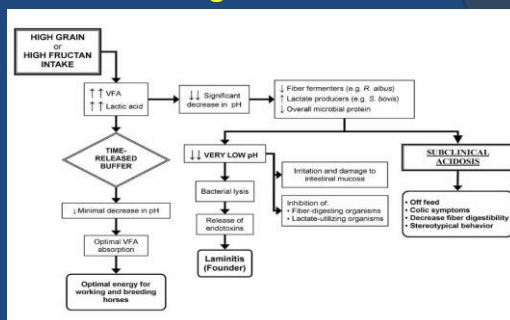 HIGH GRAIN
or
HIGH FRUCTAN
INTAKE
↑ ↑ VFA
↑ ↑ Lactic acid
↓↓ Significant
decrease in pH
↓ Fiber fermenters (e.g. R. albus)
↑ Lactate producers (e.g. S. bovis)
↓ Overall microbial protein
TIME-
RELEASED
BUFFER
↓ Minimal decrease in pH
Optimal VFA
absorption
Optimal energy for
working and breeding
horses
↓↓ VERY LOW pH
Bacterial lysis
Release of
endotoxins
Laminitis
(Founder)
Irritation and damage to
intestinal mucosa
Inhibition of:
• Fiber-digesting organisms
• Lactate-utilizing organisms
SUBCLINICAL
ACIDOSIS
• Off feed
• Colic symptoms
• Decrease fiber digestibility
• Stereotypical behavior